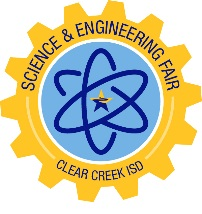 SCIENCE & ENGINEERING FAIR
CLEAR CREEK ISD